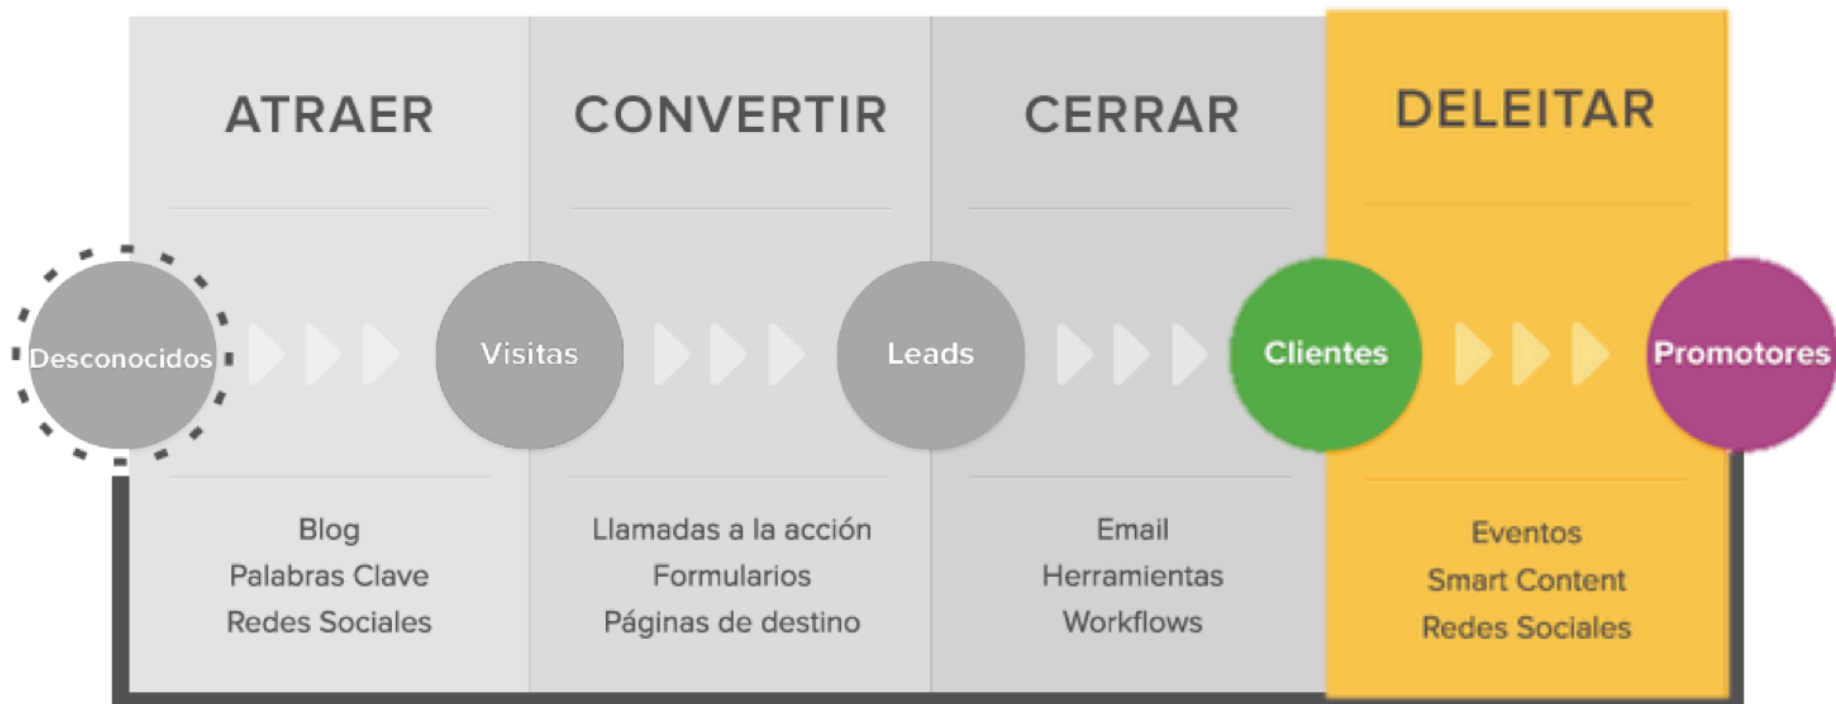 ATRAER
CONVERTIR
CERRAR
DELEITAR
Desconocidos
Visitas
Leads
Clientes
Promotores
Blog
Palabras Clave
Redes Sociales
Llamadas a la acción
Formularios
Páginas de destino
Email
Herramientas
Workflows
Eventos
Smart Content
Redes Sociales